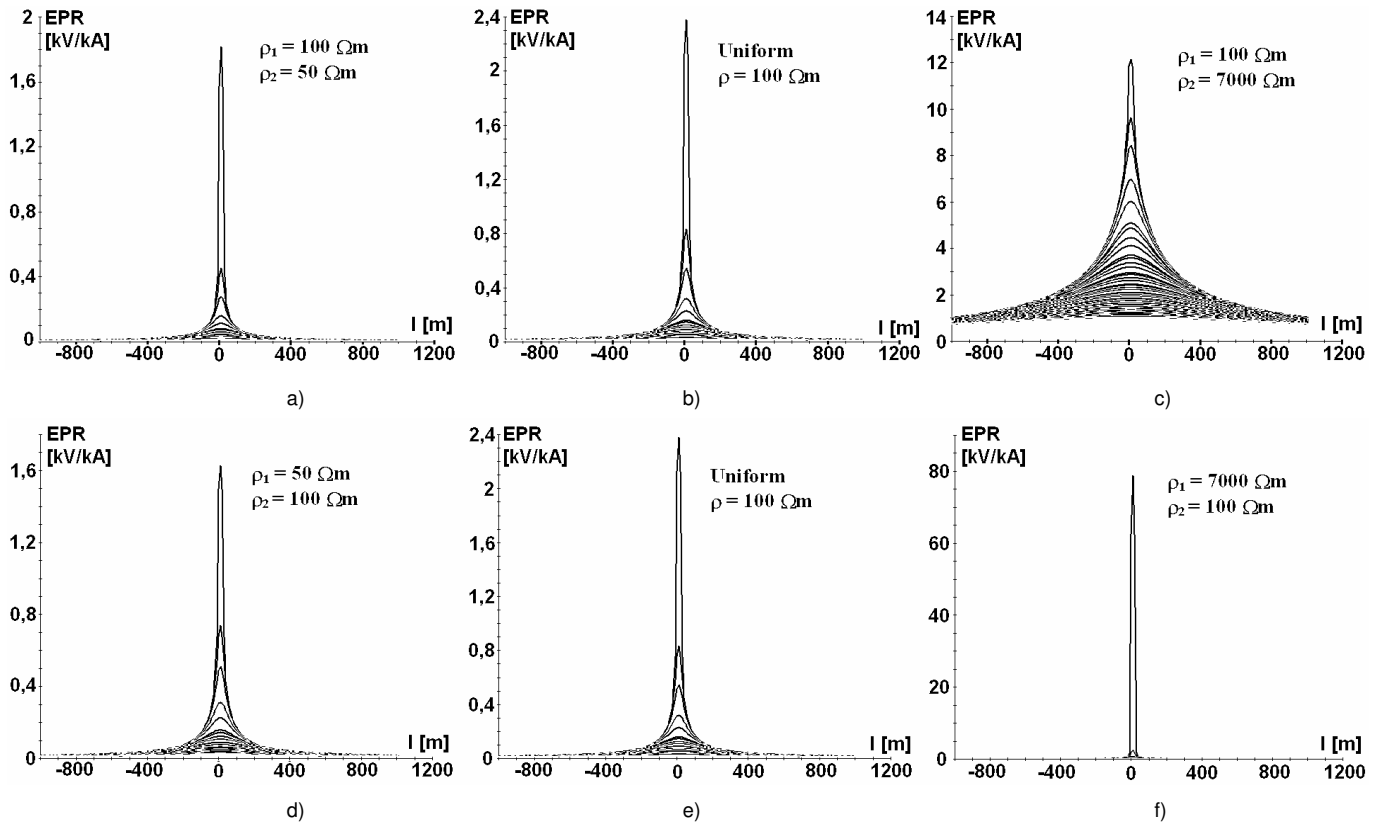 EPR
[kV/kA]
ρ₁ = 100 Ωm
ρ₂ = 50 Ωm
2
1,6
1,2
0,8
0,4
0
l [m]
-800
-400
0
400
800
1200
a)
EPR
[kV/kA]
Uniform
ρ = 100 Ωm
2,4
2
1,6
1,2
0,8
0,4
0
l [m]
-800
-400
0
400
800
1200
b)
EPR
[kV/kA]
ρ₁ = 100 Ωm
ρ₂ = 7000 Ωm
14
12
10
8
6
4
2
0
l [m]
-800
-400
0
400
800
1200
c)
EPR
[kV/kA]
ρ₁ = 50 Ωm
ρ₂ = 100 Ωm
1,6
1,2
0,8
0,4
0
l [m]
-800
-400
0
400
800
1200
d)
EPR
[kV/kA]
Uniform
ρ = 100 Ωm
2,4
2
1,6
1,2
0,8
0,4
0
l [m]
-800
-400
0
400
800
1200
e)
EPR
[kV/kA]
ρ₁ = 7000 Ωm
ρ₂ = 100 Ωm
80
60
40
20
0
l [m]
-800
-400
0
400
800
1200
f)